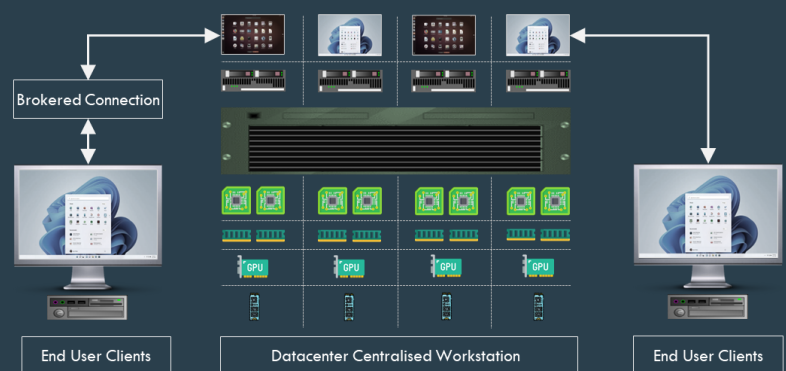 Brokered Connection
GPU
GPU
GPU
GPU
End User Clients
Datacenter Centralised Workstation
End User Clients